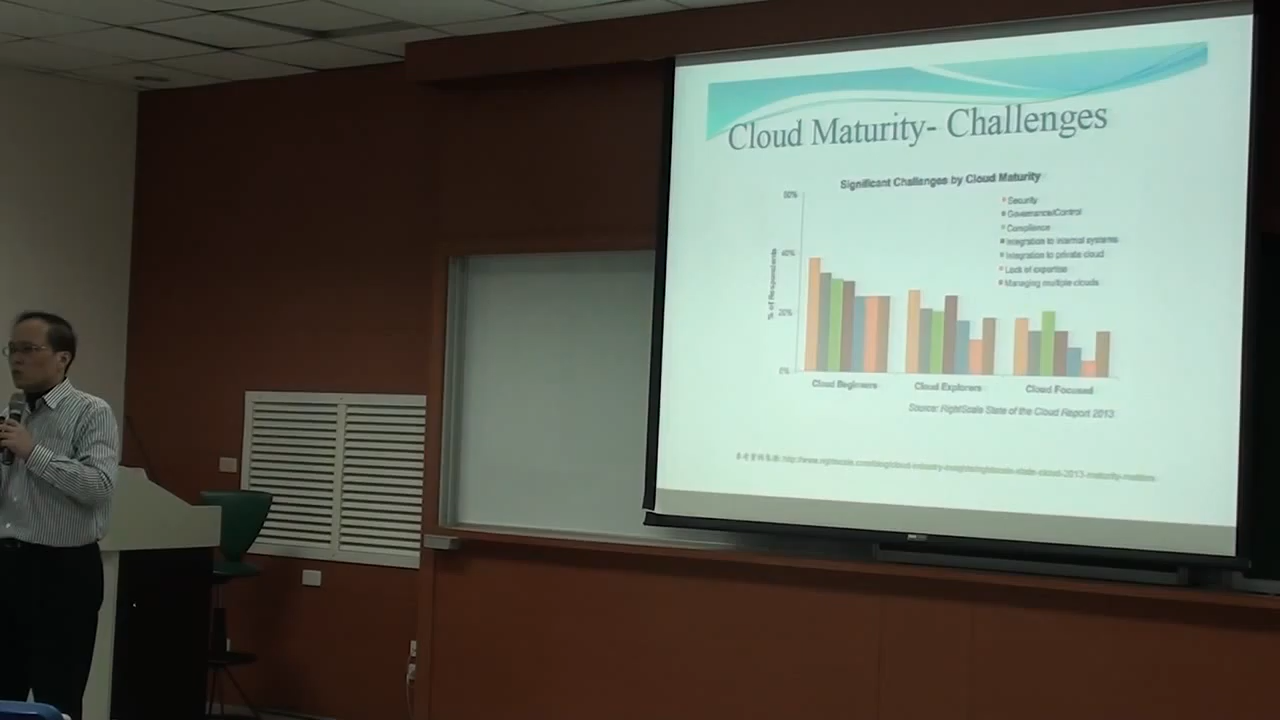 Cloud Maturity- Challenges
Significant Challenges by Cloud Maturity
Security
Governance/Control
Compliance
Integration to internal systems
Integration to private cloud
Lack of expertise
Managing multiple clouds
% of Respondents
60%
40%
20%
0%
Cloud Beginners
Cloud Explorers
Cloud Focused
Source: RightScale State of the Cloud Report 2013